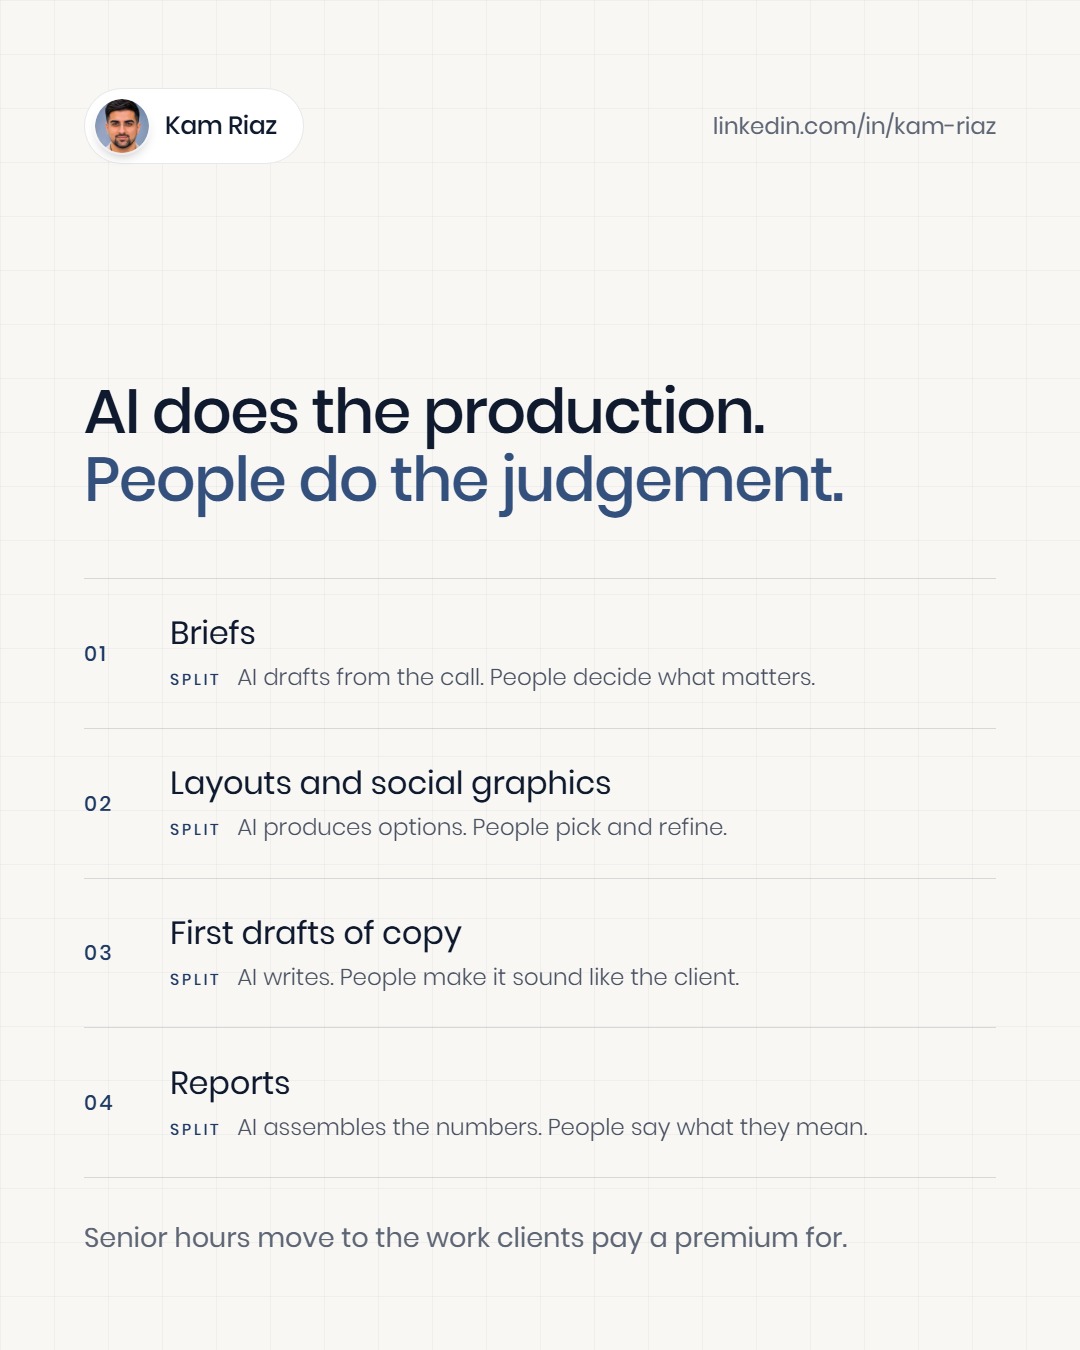 Kam Riaz
linkedin.com/in/kam-riaz
AI does the production.
People do the judgement.
01
Briefs
SPLIT AI drafts from the call. People decide what matters.
02
Layouts and social graphics
SPLIT AI produces options. People pick and refine.
03
First drafts of copy
SPLIT AI writes. People make it sound like the client.
04
Reports
SPLIT AI assembles the numbers. People say what they mean.
Senior hours move to the work clients pay a premium for.